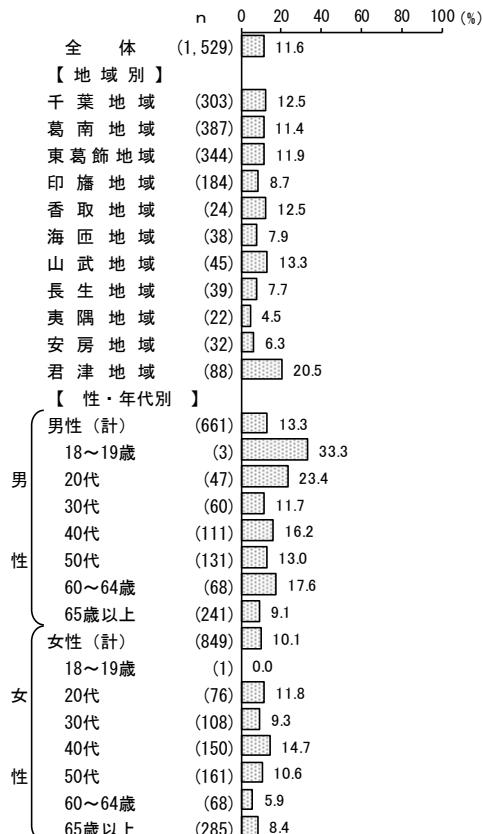 n 0 20 40 60 80 100 (%)
全体 (1,529) 11.6
【地域別】
千葉地域 (303) 12.5
葛南地域 (387) 11.4
東葛飾地域 (344) 11.9
印旛地域 (184) 8.7
香取地域 (24) 12.5
海匝地域 (38) 7.9
山武地域 (45) 13.3
長生地域 (39) 7.7
夷隅地域 (22) 4.5
安房地域 (32) 6.3
君津地域 (88) 20.5
【性・年代別】
男性(計) (661) 13.3
18～19歳 (3) 33.3
男 20代 (47) 23.4
30代 (60) 11.7
40代 (111) 16.2
性 50代 (131) 13.0
60～64歳 (68) 17.6
65歳以上 (241) 9.1
女性(計) (849) 10.1
18～19歳 (1) 0.0
女 20代 (76) 11.8
30代 (108) 9.3
40代 (150) 14.7
性 50代 (161) 10.6
60～64歳 (68) 5.9
65歳以上 (285) 8.4